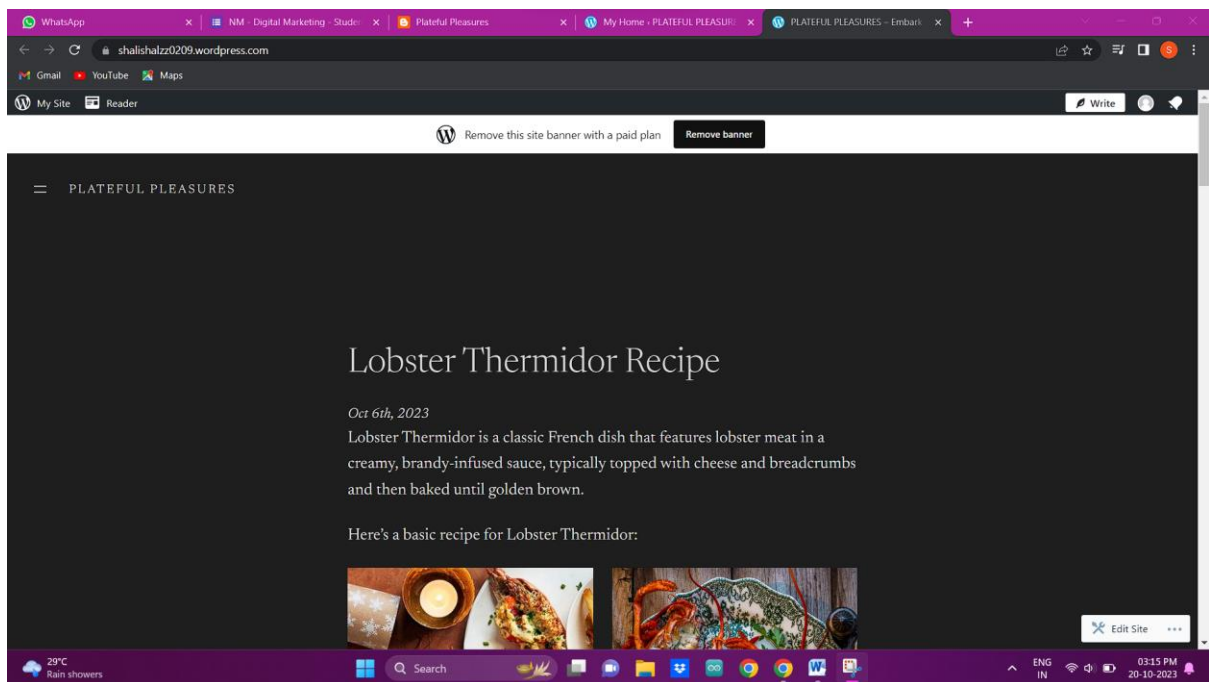 WhatsApp
NM - Digital Marketing - Studen
Plateful Pleasures
My Home ‹ PLATEFUL PLEASURE
PLATEFUL PLEASURES – Embark
shalishalzz0209.wordpress.com
S
Gmail
YouTube
Maps
My Site
Reader
Write
Remove this site banner with a paid plan
Remove banner
PLATEFUL PLEASURES
Lobster Thermidor Recipe
Oct 6th, 2023
Lobster Thermidor is a classic French dish that features lobster meat in a
creamy, brandy-infused sauce, typically topped with cheese and breadcrumbs
and then baked until golden brown.
Here’s a basic recipe for Lobster Thermidor:
Edit Site
29°C
Rain showers
Search
ENG
IN
03:15 PM
20-10-2023